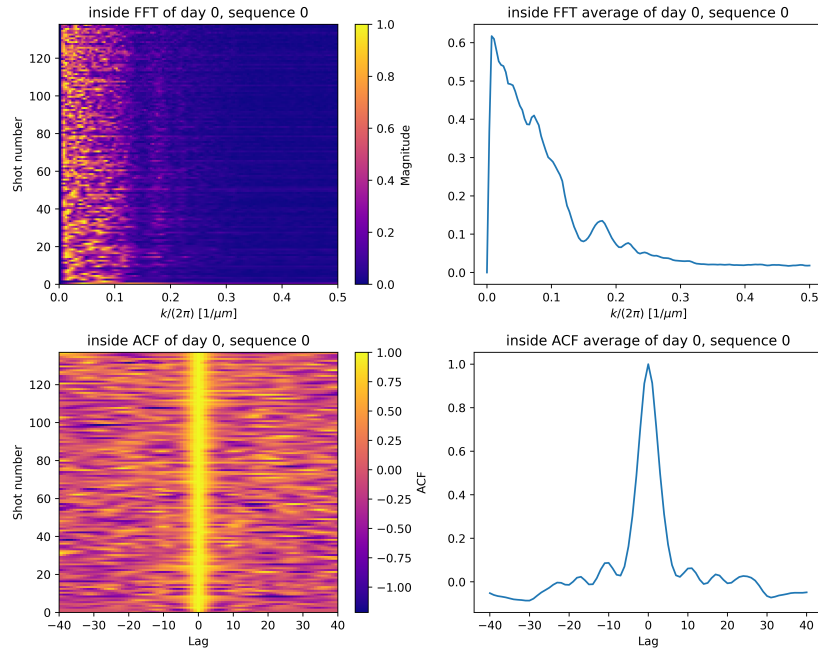 inside FFT of day 0, sequence 0
Shot number
0
20
40
60
80
100
120
0.0 0.1 0.2 0.3 0.4 0.5
k/(2π) [1/μm]
0.0
0.2
0.4
0.6
0.8
1.0
Magnitude
inside FFT average of day 0, sequence 0
0.0
0.1
0.2
0.3
0.4
0.5
0.6
0.0 0.1 0.2 0.3 0.4 0.5
k/(2π) [1/μm]
inside ACF of day 0, sequence 0
Shot number
0
20
40
60
80
100
120
−40 −30 −20 −10 0 10 20 30 40
Lag
1.00
0.75
0.50
0.25
0.00
−0.25
−0.50
−0.75
−1.00
ACF
inside ACF average of day 0, sequence 0
0.0
0.2
0.4
0.6
0.8
1.0
−40 −30 −20 −10 0 10 20 30 40
Lag